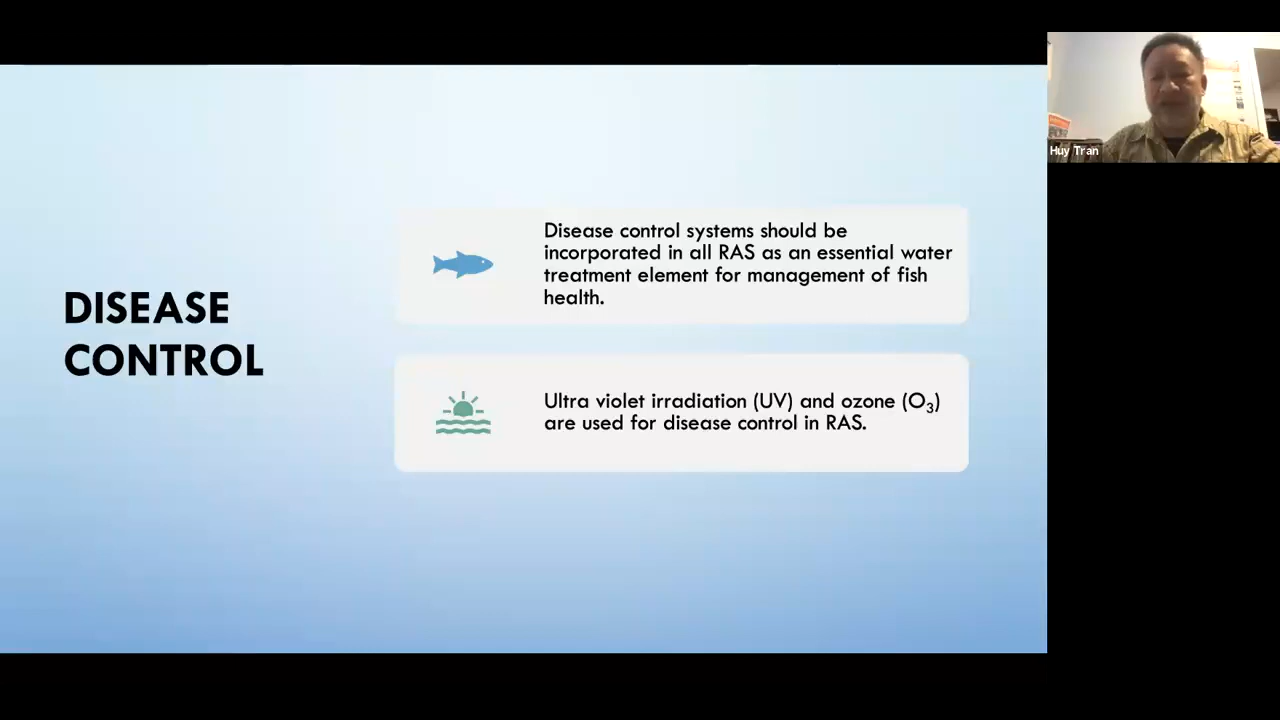 DISEASE
CONTROL
Disease control systems should be
incorporated in all RAS as an essential water
treatment element for management of fish
health.
Ultra violet irradiation (UV) and ozone (O₃)
are used for disease control in RAS.
Huy Tran